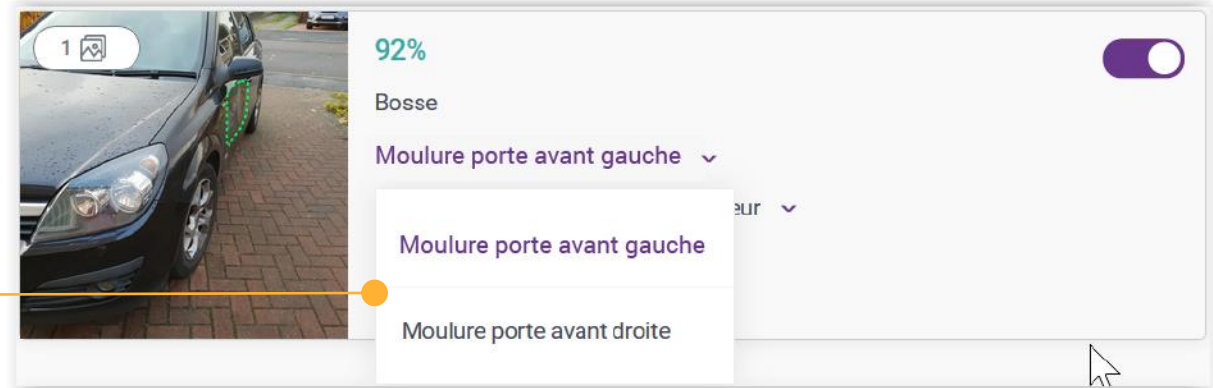 1
92%
Bosse
Moulure porte avant gauche
eur
Moulure porte avant gauche
Moulure porte avant droite